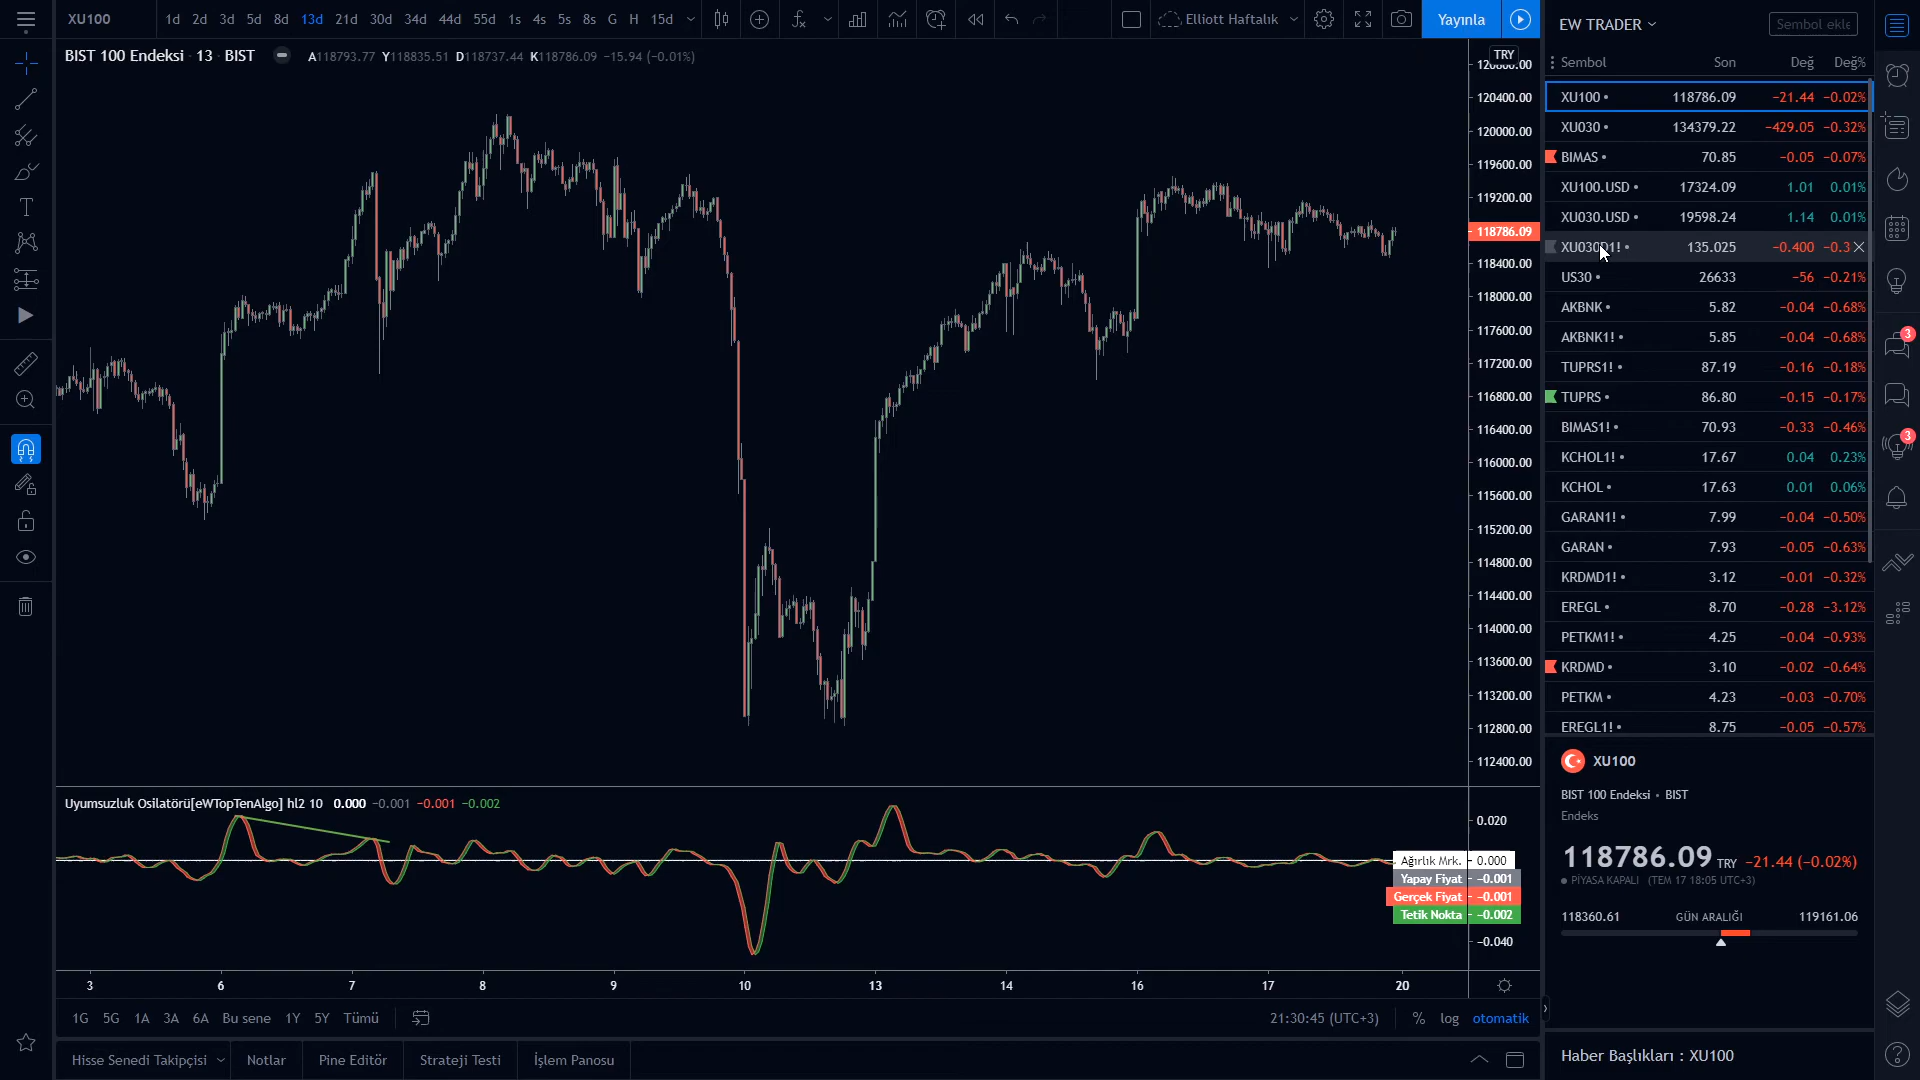 XU100 1d 2d 3d 5d 8d 13d 21d 30d 34d 44d 55d 1s 4s 5s 8s G H 15d Elliott Haftalık Yayınla
BIST 100 Endeksi · 13 · BIST A118793.77 Y118835.51 D118737.44 K118786.09 −15.94 (−0.01%)
TRY
120400.00
120000.00
119600.00
119200.00
118786.09
118400.00
118000.00
117600.00
117200.00
116800.00
116400.00
116000.00
115600.00
115200.00
114800.00
114400.00
114000.00
113600.00
113200.00
112800.00
112400.00
Uyumsuzluk Osilatörü[eWTopTenAlgo] hl2 10 0.000 −0.001 −0.001 −0.002
0.020
Ağırlık Mrk. 0.000
Yapay Fiyat −0.001
Gerçek Fiyat −0.001
Tetik Nokta −0.002
−0.040
3 6 7 8 9 10 13 14 16 17 20
1G 5G 1A 3A 6A Bu sene 1Y 5Y Tümü 21:30:45 (UTC+3) % log otomatik
Hisse Senedi Takipçisi Notlar Pine Editör Strateji Testi İşlem Panosu
EW TRADER Sembol ekle
Sembol Son Değ Değ%
XU100 118786.09 −21.44 −0.02%
XU030 134379.22 −429.05 −0.32%
BIMAS 70.85 −0.05 −0.07%
XU100.USD 17324.09 1.01 0.01%
XU030.USD 19598.24 1.14 0.01%
XU030D1! 135.025 −0.400 −0.3
US30 26633 −56 −0.21%
AKBNK 5.82 −0.04 −0.68%
AKBNK1! 5.85 −0.04 −0.68%
TUPRS1! 87.19 −0.16 −0.18%
TUPRS 86.80 −0.15 −0.17%
BIMAS1! 70.93 −0.33 −0.46%
KCHOL1! 17.67 0.04 0.23%
KCHOL 17.63 0.01 0.06%
GARAN1! 7.99 −0.04 −0.50%
GARAN 7.93 −0.05 −0.63%
KRDMD1! 3.12 −0.01 −0.32%
EREGL 8.70 −0.28 −3.12%
PETKM1! 4.25 −0.04 −0.93%
KRDMD 3.10 −0.02 −0.64%
PETKM 4.23 −0.03 −0.70%
EREGL1! 8.75 −0.05 −0.57%
XU100
BIST 100 Endeksi • BIST
Endeks
118786.09 TRY −21.44 (−0.02%)
PİYASA KAPALI (TEM 17 18:05 UTC+3)
118360.61 GÜN ARALIĞI 119161.06
Haber Başlıkları : XU100
3
3